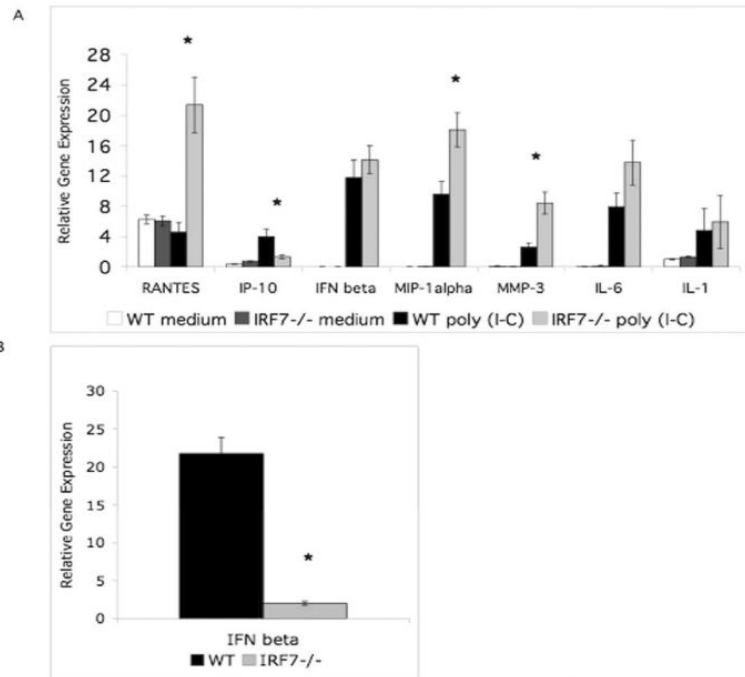 A
★
28
24
20
16
12
8
4
0
Relative Gene Expression
RANTES IP-10 IFN beta MIP-1alpha MMP-3 IL-6 IL-1
WT medium IRF7-/- medium WT poly (I-C) IRF7-/- poly (I-C)
B
30
25
20
15
10
5
0
Relative Gene Expression
IFN beta
WT IRF7-/-